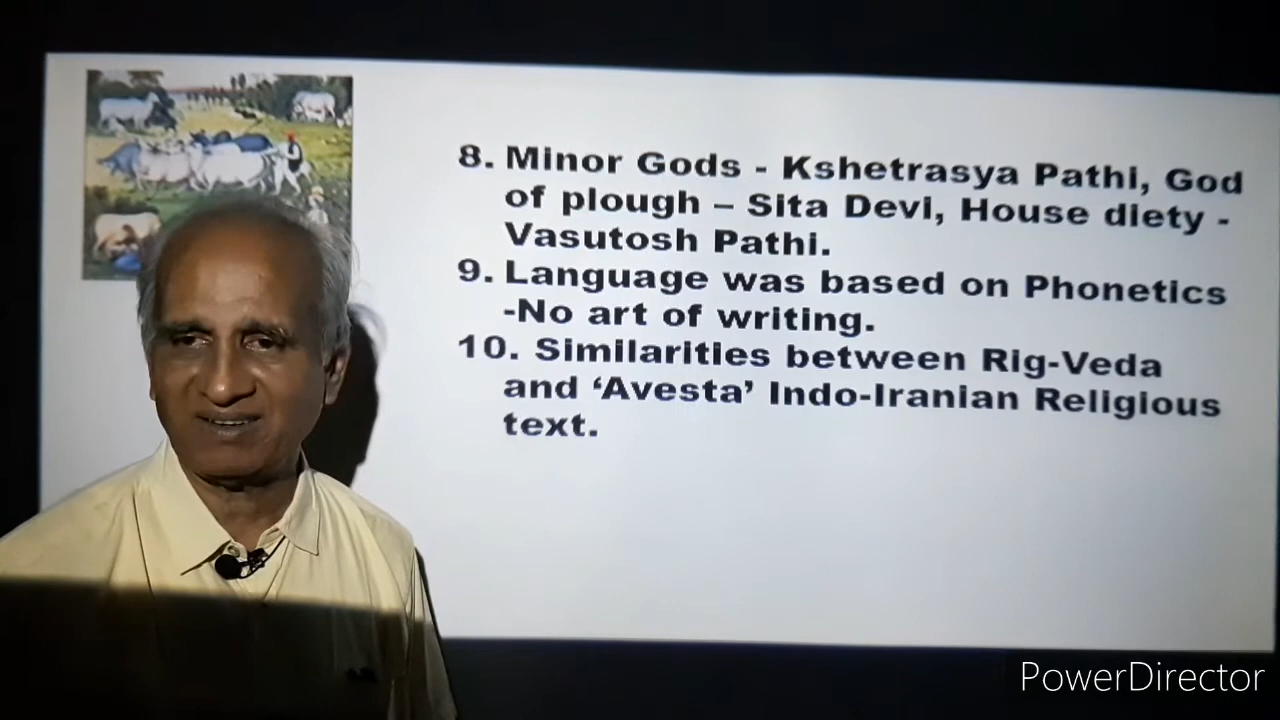 8. Minor Gods - Kshetrasya Pathi, God
of plough – Sita Devi, House diety -
Vasutosh Pathi.
9. Language was based on Phonetics
-No art of writing.
10. Similarities between Rig-Veda
and ‘Avesta’ Indo-Iranian Religious
text.
PowerDirector